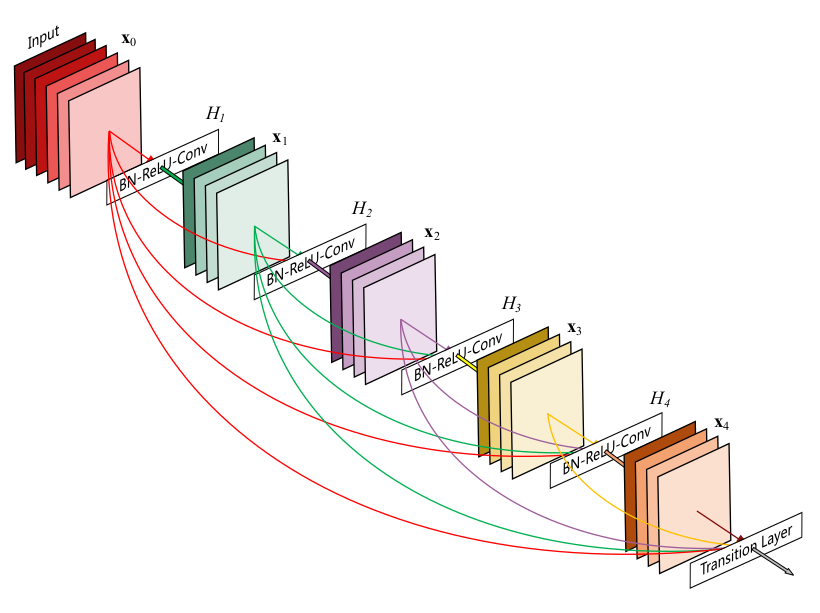 Input
x0
H1
BN-ReLU-Conv
x1
H2
BN-ReLU-Conv
x2
H3
BN-ReLU-Conv
x3
H4
BN-ReLU-Conv
x4
Transition Layer